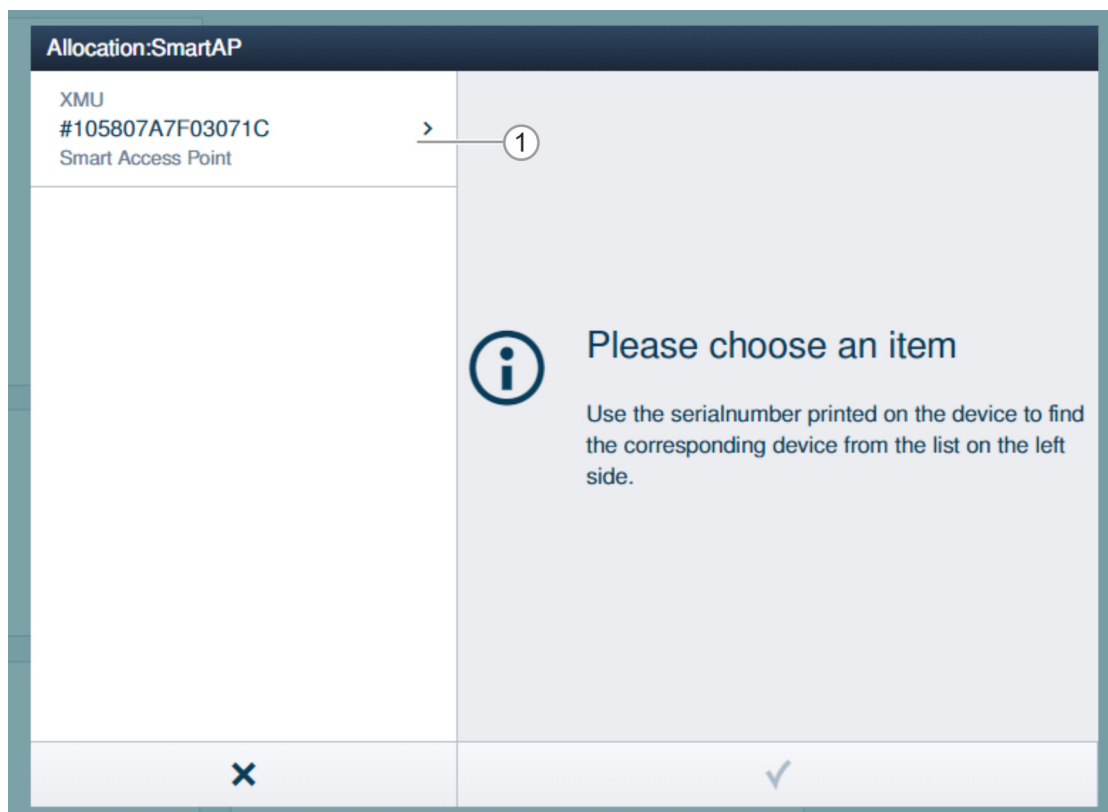 Allocation:SmartAP
XMU
#105807A7F03071C
Smart Access Point
1
Please choose an item
Use the serialnumber printed on the device to find
the corresponding device from the list on the left
side.